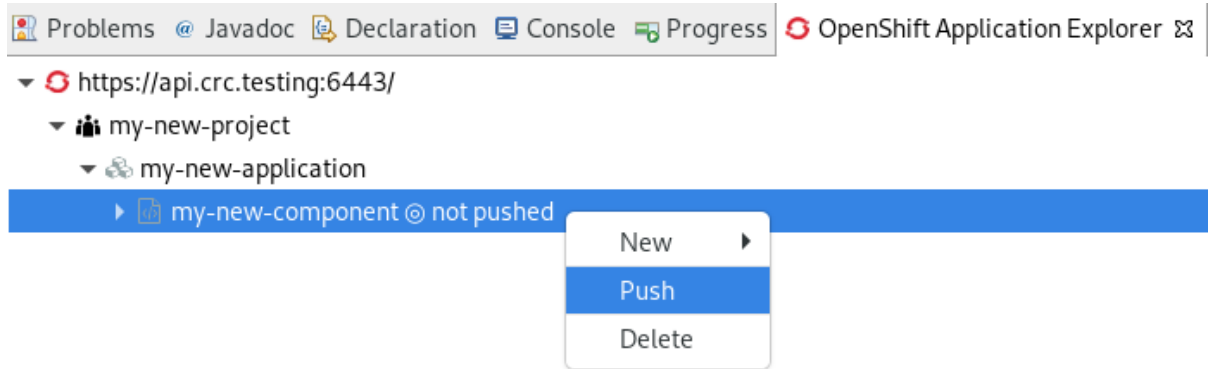 Problems @ Javadoc Declaration Console Progress OpenShift Application Explorer
https://api.crc.testing:6443/
my-new-project
my-new-application
my-new-component ◎ not pushed
New
Push
Delete